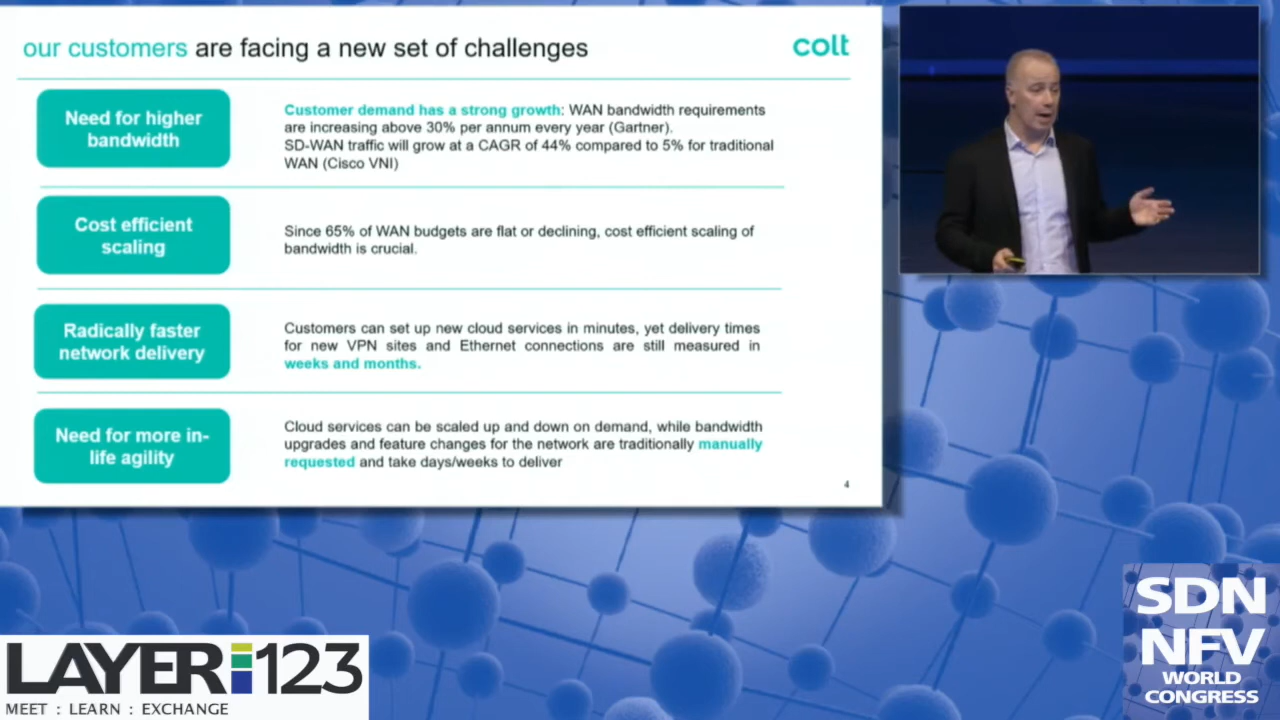 our customers are facing a new set of challenges
colt
Need for higher
bandwidth
Customer demand has a strong growth: WAN bandwidth requirements
are increasing above 30% per annum every year (Gartner).
SD-WAN traffic will grow at a CAGR of 44% compared to 5% for traditional
WAN (Cisco VNI)
Cost efficient
scaling
Since 65% of WAN budgets are flat or declining, cost efficient scaling of
bandwidth is crucial.
Radically faster
network delivery
Customers can set up new cloud services in minutes, yet delivery times
for new VPN sites and Ethernet connections are still measured in
weeks and months.
Need for more in-
life agility
Cloud services can be scaled up and down on demand, while bandwidth
upgrades and feature changes for the network are traditionally manually
requested and take days/weeks to deliver
4
LAYER123
MEET : LEARN : EXCHANGE
SDN
NFV
WORLD
CONGRESS